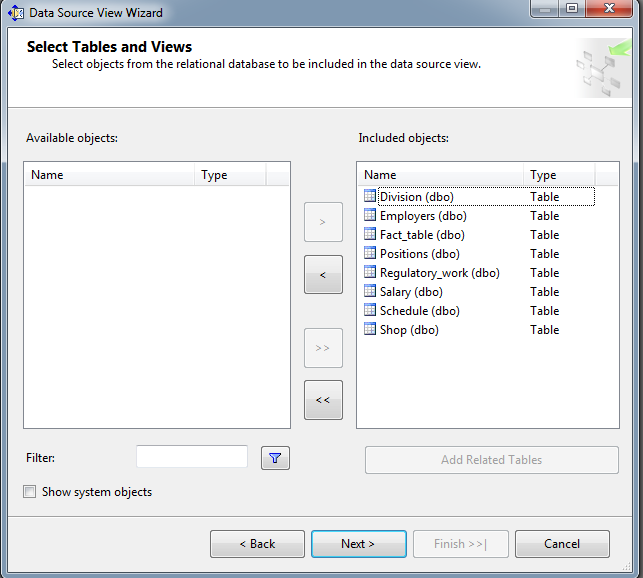 Data Source View Wizard
Select Tables and Views
Select objects from the relational database to be included in the data source view.
Available objects:
Name Type
>
<
>>
<<
Included objects:
Name Type
Division (dbo) Table
Employers (dbo) Table
Fact_table (dbo) Table
Positions (dbo) Table
Regulatory_work (dbo) Table
Salary (dbo) Table
Schedule (dbo) Table
Shop (dbo) Table
Filter:
Add Related Tables
Show system objects
< Back Next > Finish >>| Cancel